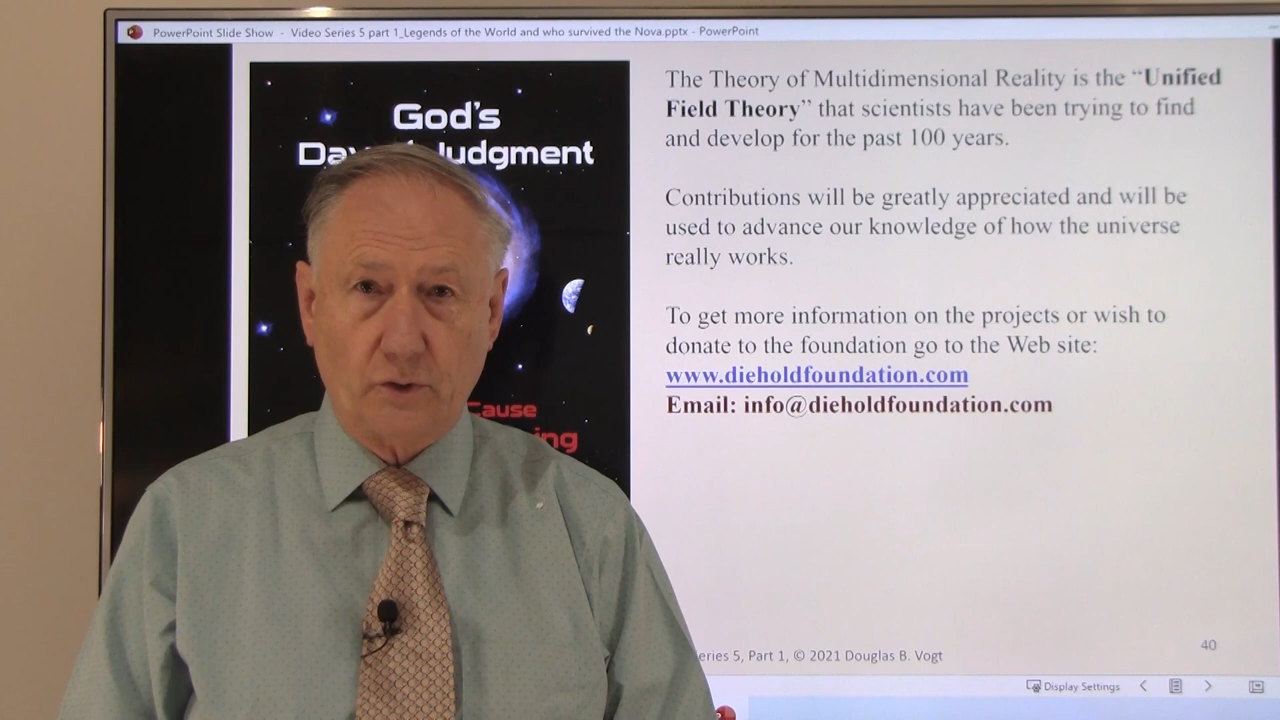 PowerPoint Slide Show - Video Series 5 part 1_Legends of the World and who survived the Nova.pptx - PowerPoint
God's
Judgment
Cause
The Theory of Multidimensional Reality is the “Unified
Field Theory” that scientists have been trying to find
and develop for the past 100 years.
Contributions will be greatly appreciated and will be
used to advance our knowledge of how the universe
really works.
To get more information on the projects or wish to
donate to the foundation go to the Web site:
www.dieholdfoundation.com
Email: info@dieholdfoundation.com
5, Part 1, © 2021 Douglas B. Vogt
40
Display Settings